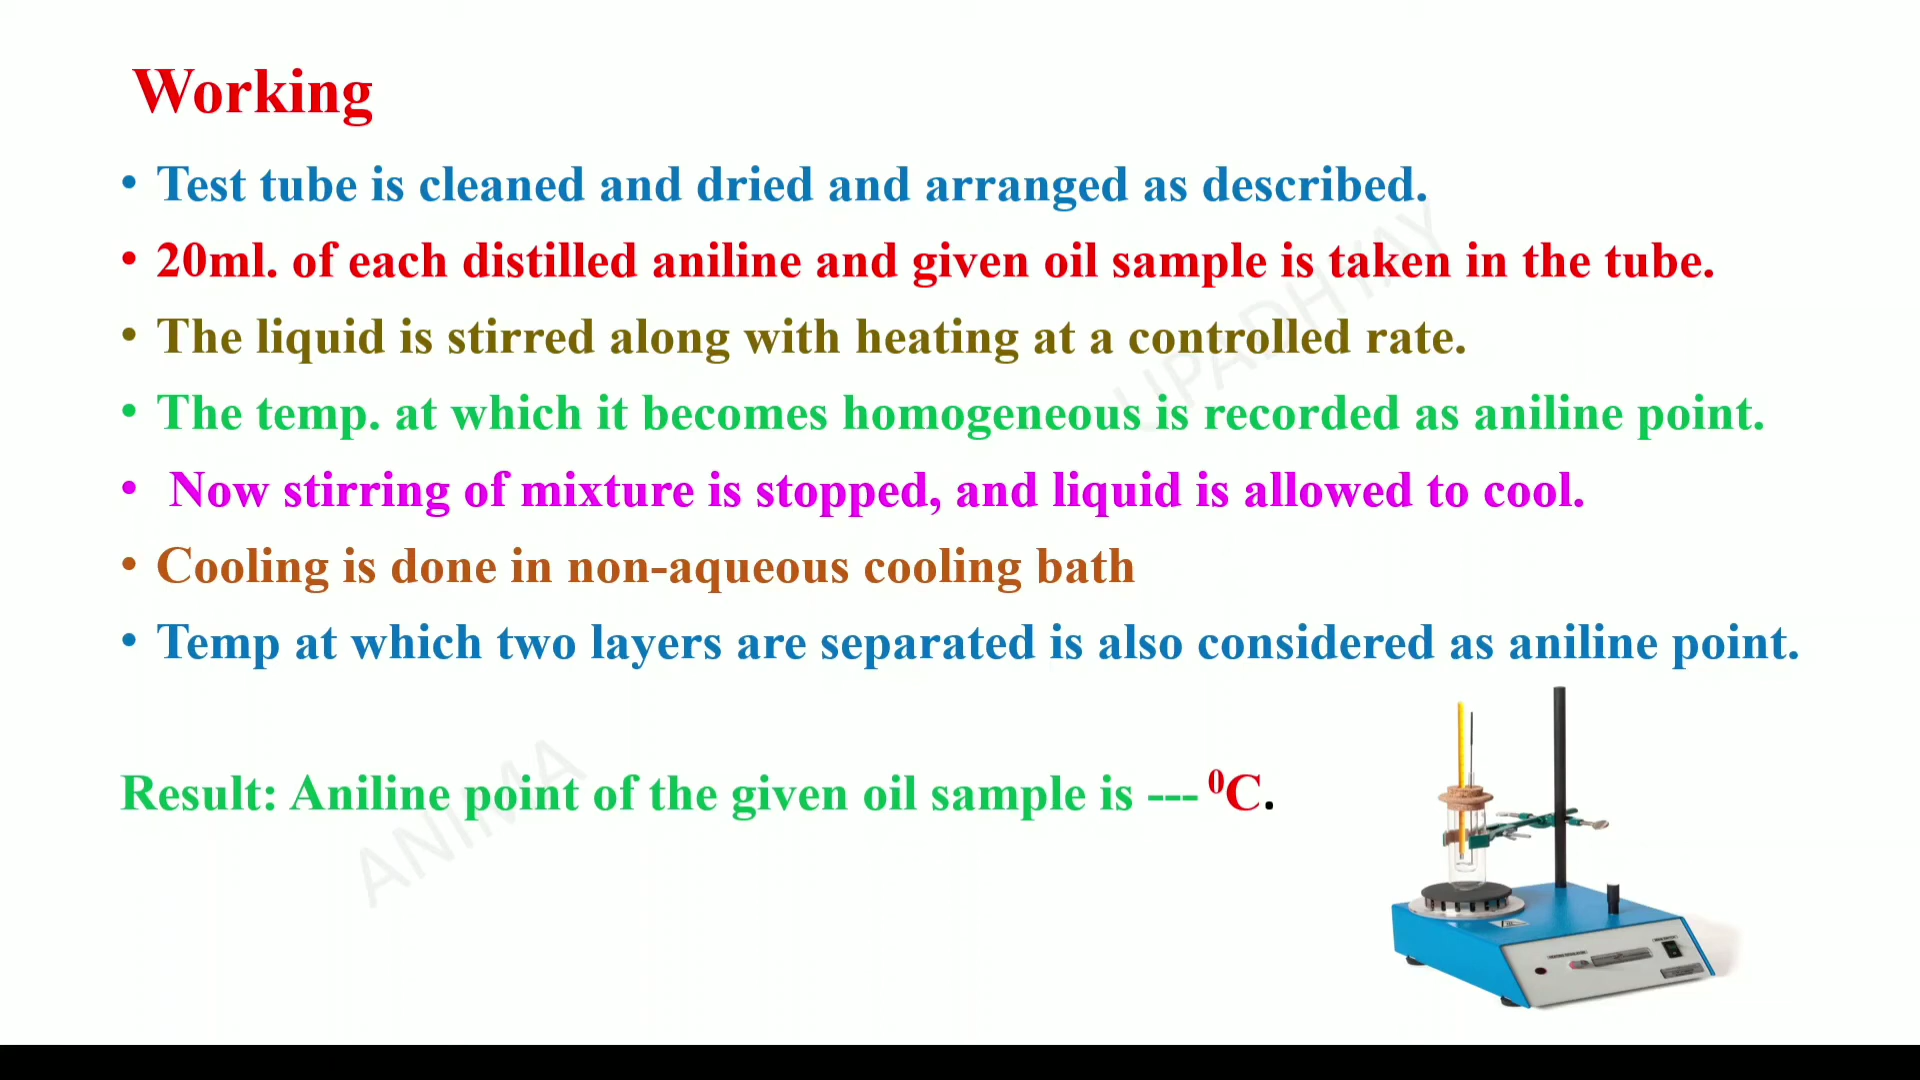 Working
• Test tube is cleaned and dried and arranged as described.
• 20ml. of each distilled aniline and given oil sample is taken in the tube.
• The liquid is stirred along with heating at a controlled rate.
• The temp. at which it becomes homogeneous is recorded as aniline point.
• Now stirring of mixture is stopped, and liquid is allowed to cool.
• Cooling is done in non-aqueous cooling bath
• Temp at which two layers are separated is also considered as aniline point.
Result: Aniline point of the given oil sample is --- ⁰C.
ANIMA UPADHYAY